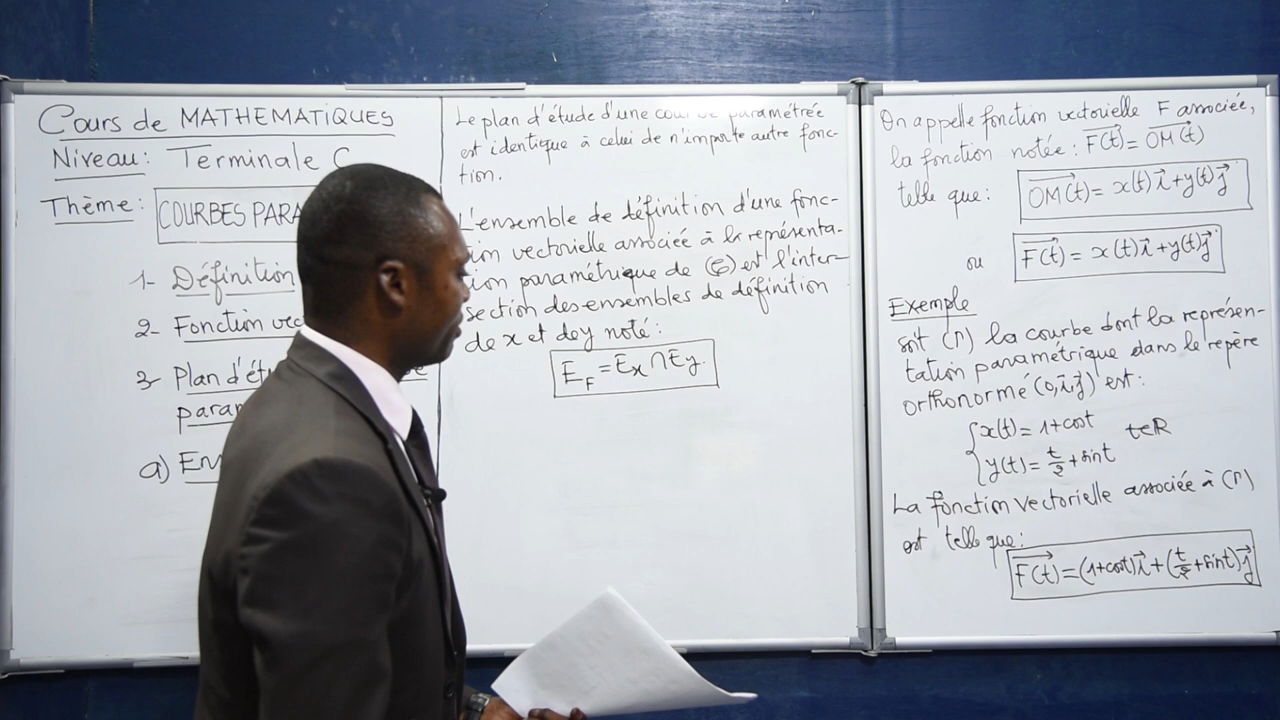 Cours de MATHEMATIQUES
Niveau: Terminale C
Thème: COURBES PARA
1- Définition
2- Fonction vec
3- Plan d'étu
param
a) En
Le plan d'étude d'une cou paramétrée
est identique à celui de n'importe autre fonc-
tion.
L'ensemble de définition d'une fonc-
tion vectorielle associée à la représenta-
tion paramétrique de (C) est l'inter-
section des ensembles de définition
de x et de y noté:
E_F = E_x ∩ E_y.
On appelle fonction vectorielle F associée,
la fonction notée: F(t) = OM(t)
telle que: OM(t) = x(t)i + y(t)j
ou F(t) = x(t)i + y(t)j
Exemple
soit (Γ) la courbe dont la représen-
tation paramétrique dans le repère
orthonormé (O,i,j) est:
{x(t) = 1+cost t∈R
{y(t) = t/2 + sint
La fonction vectorielle associée à (Γ)
est telle que:
F(t) = (1+cost)i + (t/2 + sint)j